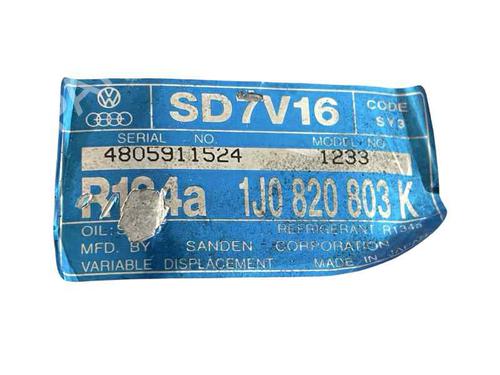 SD7V16
CODE
SY3
SERIAL NO. MODEL NO.
4805911524 1233
R134a 1J0 820 803 K
OIL: REFRIGERANT R134a
MFD. BY SANDEN CORPORATION MADE IN JAPAN
VARIABLE DISPLACEMENT